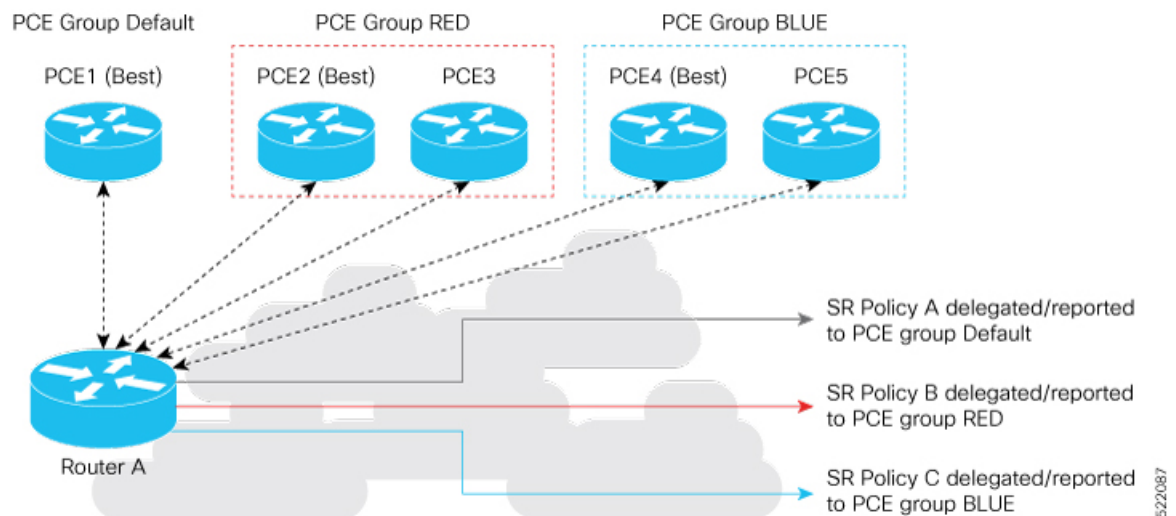 PCE Group Default
PCE Group RED
PCE Group BLUE
PCE1 (Best)
PCE2 (Best)
PCE3
PCE4 (Best)
PCE5
SR Policy A delegated/reported
to PCE group Default
SR Policy B delegated/reported
to PCE group RED
Router A
SR Policy C delegated/reported
to PCE group BLUE
522087